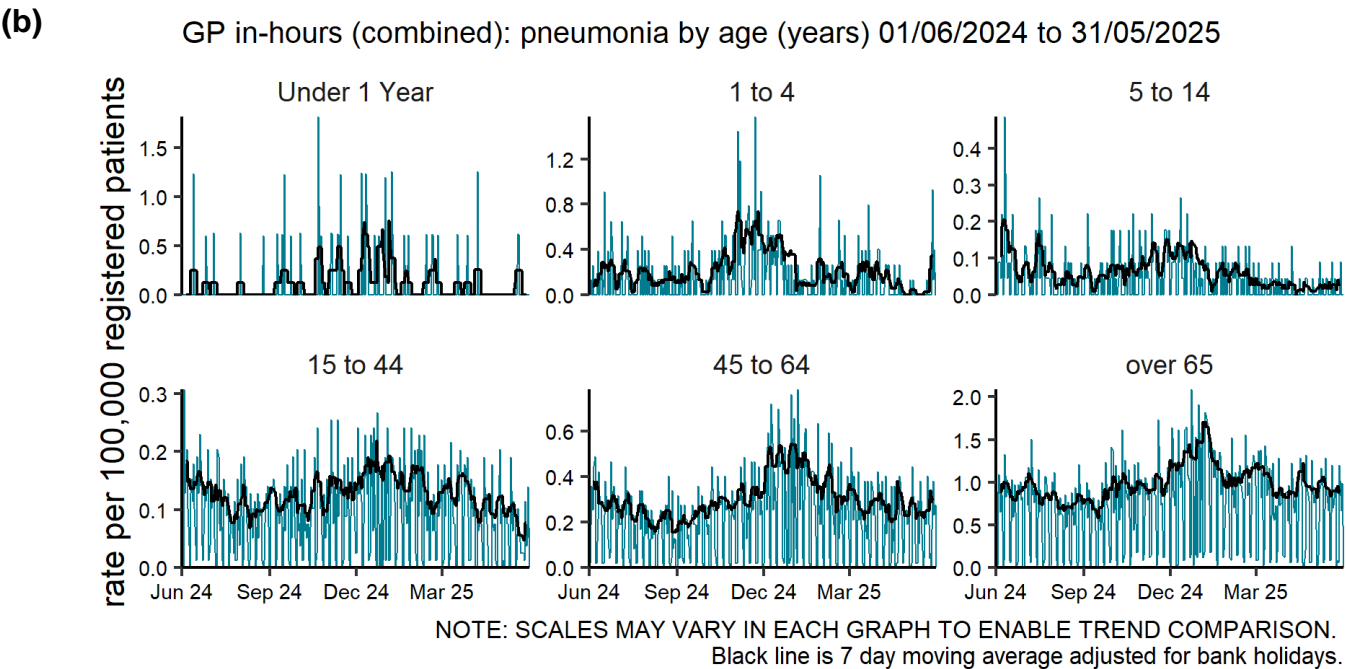 (b)
GP in-hours (combined): pneumonia by age (years) 01/06/2024 to 31/05/2025
rate per 100,000 registered patients
Under 1 Year
1 to 4
5 to 14
1.5
1.0
0.5
0.0
1.2
0.8
0.4
0.0
0.4
0.3
0.2
0.1
0.0
15 to 44
45 to 64
over 65
0.3
0.2
0.1
0.0
0.6
0.4
0.2
0.0
2.0
1.5
1.0
0.5
0.0
Jun 24 Sep 24 Dec 24 Mar 25
Jun 24 Sep 24 Dec 24 Mar 25
Jun 24 Sep 24 Dec 24 Mar 25
NOTE: SCALES MAY VARY IN EACH GRAPH TO ENABLE TREND COMPARISON.
Black line is 7 day moving average adjusted for bank holidays.